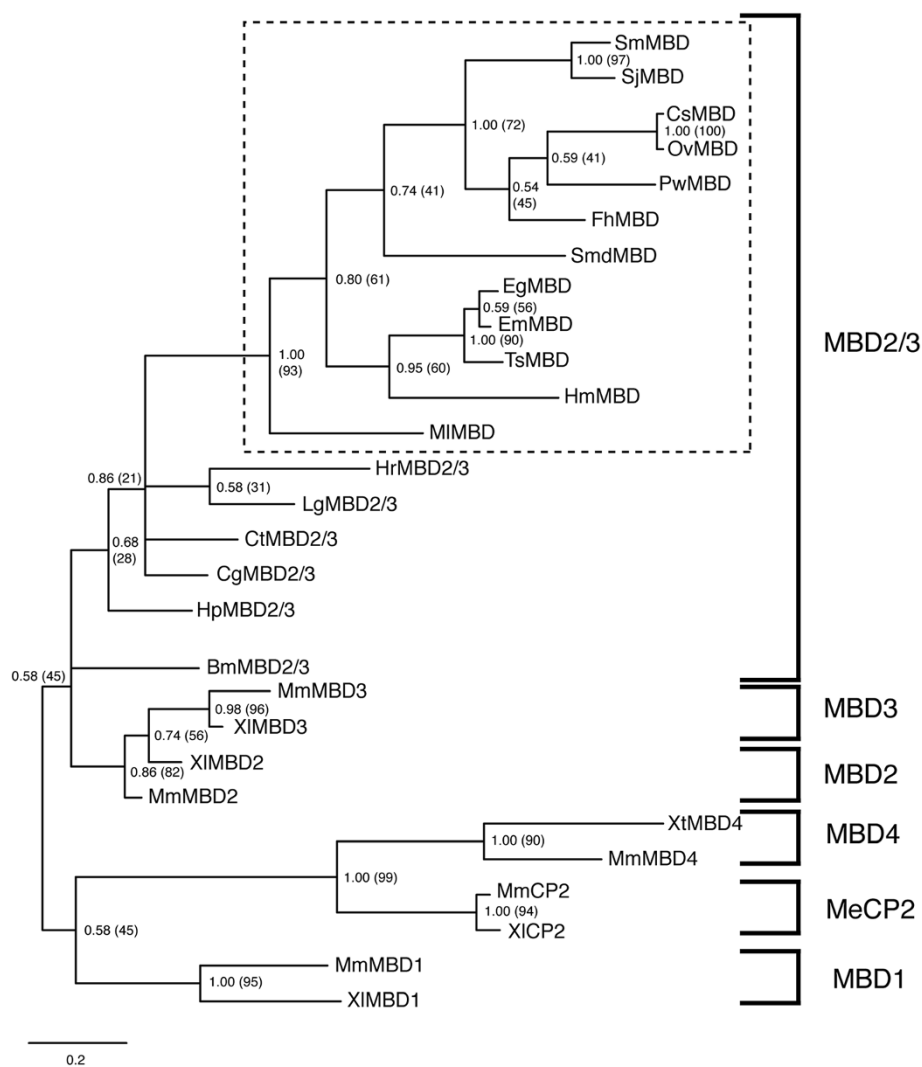 SmMBD
1.00 (97)
SjMBD
CsMBD
1.00 (72)
1.00 (100)
OvMBD
0.59 (41)
PwMBD
0.74 (41)
0.54
(45)
FhMBD
SmdMBD
0.80 (61)
EgMBD
0.59 (56)
EmMBD
MBD2/3
1.00 (90)
TsMBD
1.00
(93)
0.95 (60)
HmMBD
MlMBD
HrMBD2/3
0.86 (21)
0.58 (31)
LgMBD2/3
CtMBD2/3
0.68
(28)
CgMBD2/3
HpMBD2/3
BmMBD2/3
0.58 (45)
MmMBD3
0.98 (96)
MBD3
XlMBD3
0.74 (56)
XlMBD2
0.86 (82)
MBD2
MmMBD2
XtMBD4
1.00 (90)
MBD4
MmMBD4
1.00 (99)
MmCP2
1.00 (94)
MeCP2
XlCP2
0.58 (45)
MmMBD1
1.00 (95)
MBD1
XlMBD1
0.2